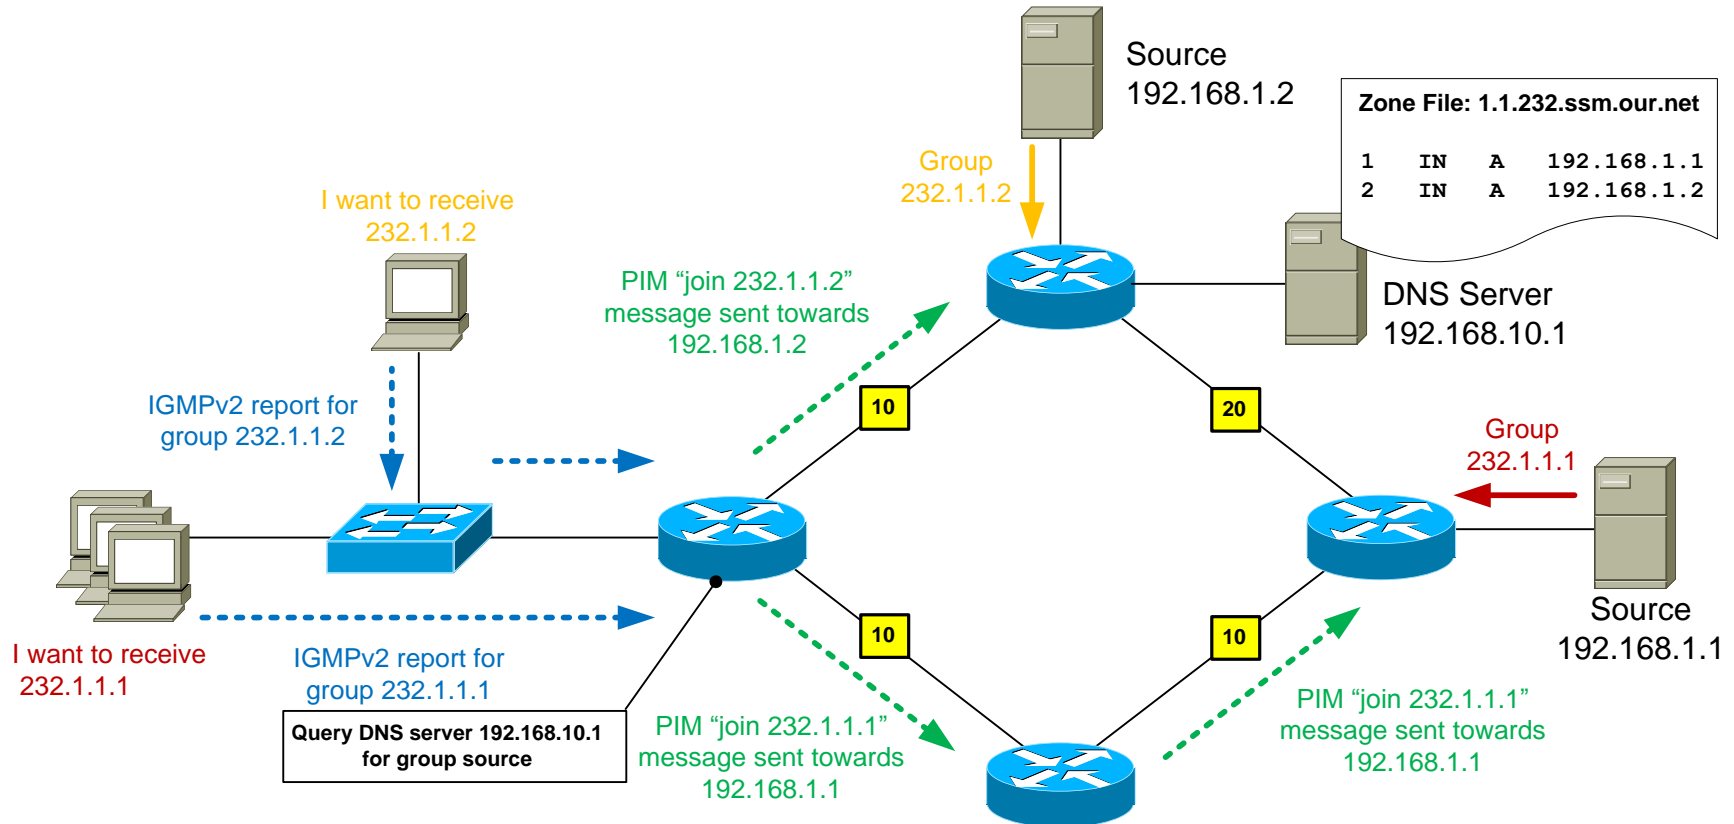 Source
192.168.1.2
Zone File: 1.1.232.ssm.our.net
1 IN A 192.168.1.1
2 IN A 192.168.1.2
Group
232.1.1.2
I want to receive
232.1.1.2
PIM “join 232.1.1.2”
message sent towards
192.168.1.2
DNS Server
192.168.10.1
IGMPv2 report for
group 232.1.1.2
10
20
Group
232.1.1.1
Source
192.168.1.1
I want to receive
232.1.1.1
IGMPv2 report for
group 232.1.1.1
10
10
Query DNS server 192.168.10.1
for group source
PIM “join 232.1.1.1”
message sent towards
192.168.1.1
PIM “join 232.1.1.1”
message sent towards
192.168.1.1